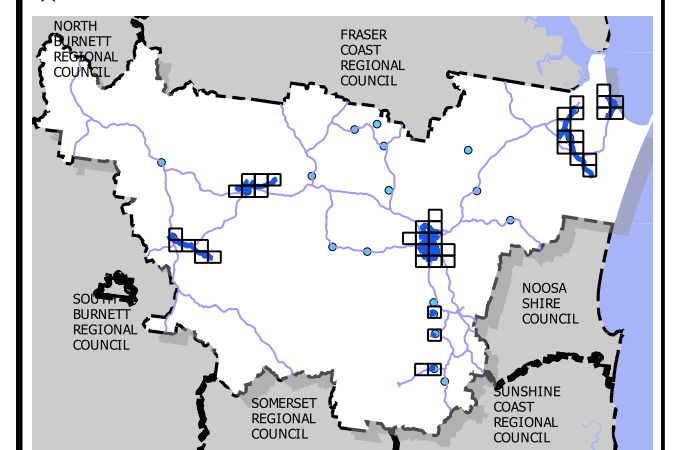 NORTH
BURNETT
REGIONAL
COUNCIL
FRASER
COAST
REGIONAL
COUNCIL
NOOSA
SHIRE
COUNCIL
SOUTH
BURNETT
REGIONAL
COUNCIL
SUNSHINE
COAST
REGIONAL
COUNCIL
SOMERSET
REGIONAL
COUNCIL